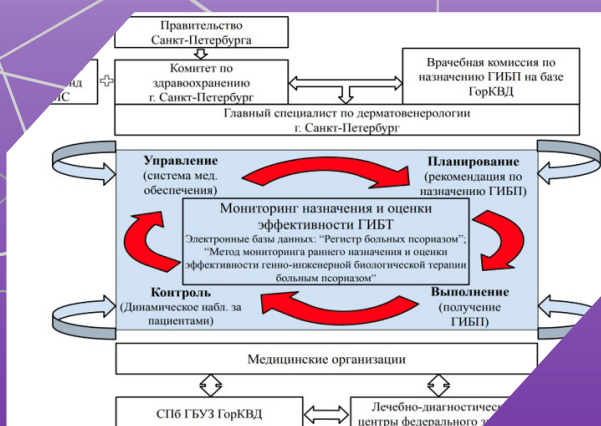 Правительство
Санкт-Петербурга
Комитет по
здравоохранению
г. Санкт-Петербург
Врачебная комиссия по
назначению ГИБП на базе
ГорКВД
Главный специалист по дерматовенерологии
г. Санкт-Петербург
Управление
(система мед.
обеспечения)
Планирование
(рекомендация по
назначению ГИБП)
Мониторинг назначения и оценки
эффективности ГИБТ
Электронные базы данных: “Регистр больных псориазом”;
“Метод мониторинга раннего назначения и оценки
эффективности генно-инженерной биологической терапии
больным псориазом”
Контроль
(Динамическое набл. за
пациентами)
Выполнение
(получение
ГИБП)
Медицинские организации
СПб ГБУЗ ГорКВД
центры федерального